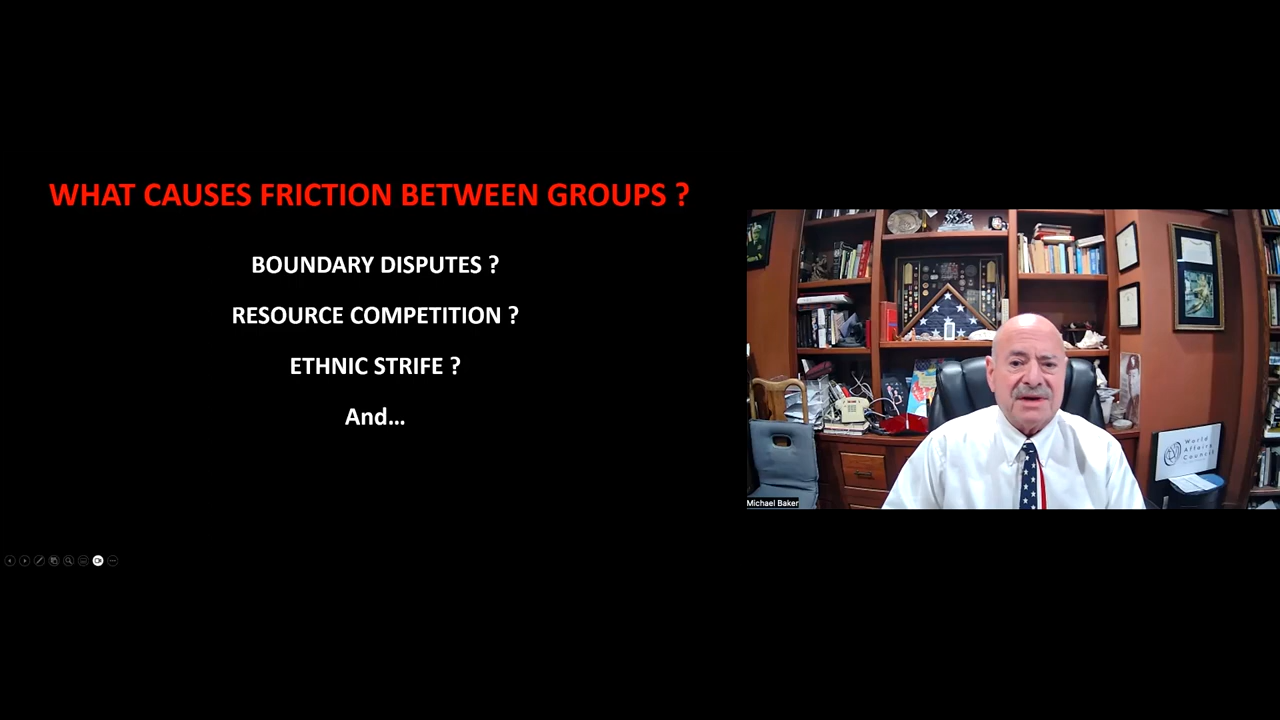 WHAT CAUSES FRICTION BETWEEN GROUPS ?
BOUNDARY DISPUTES ?
RESOURCE COMPETITION ?
ETHNIC STRIFE ?
And...
World
Affairs
Council
Michael Baker